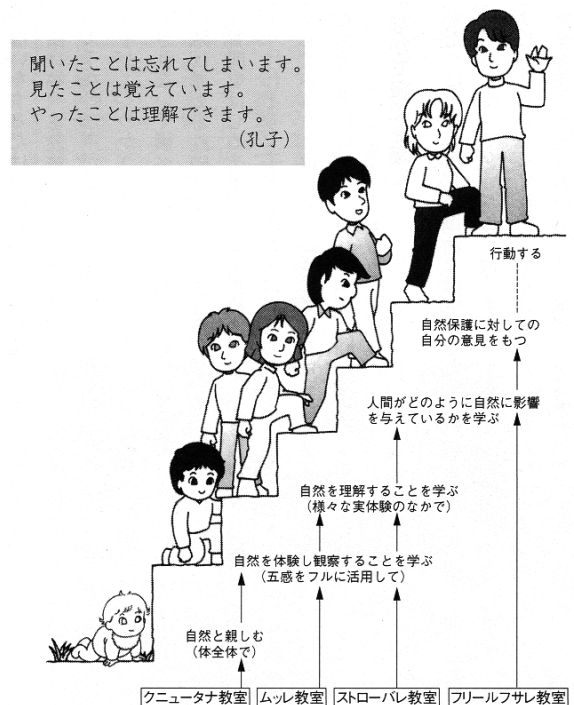 聞いたことは忘れてしまいます。
見たことは覚えています。
やったことは理解できます。
（孔子）
行動する
自然保護に対しての
自分の意見をもつ
人間がどのように自然に影響
を与えているかを学ぶ
自然を理解することを学ぶ
（様々な実体験のなかで）
自然を体験し観察することを学ぶ
（五感をフルに活用して）
自然と親しむ
（体全体で）
クニュータナ教室
ムッレ教室
ストローバレ教室
フリールフサレ教室